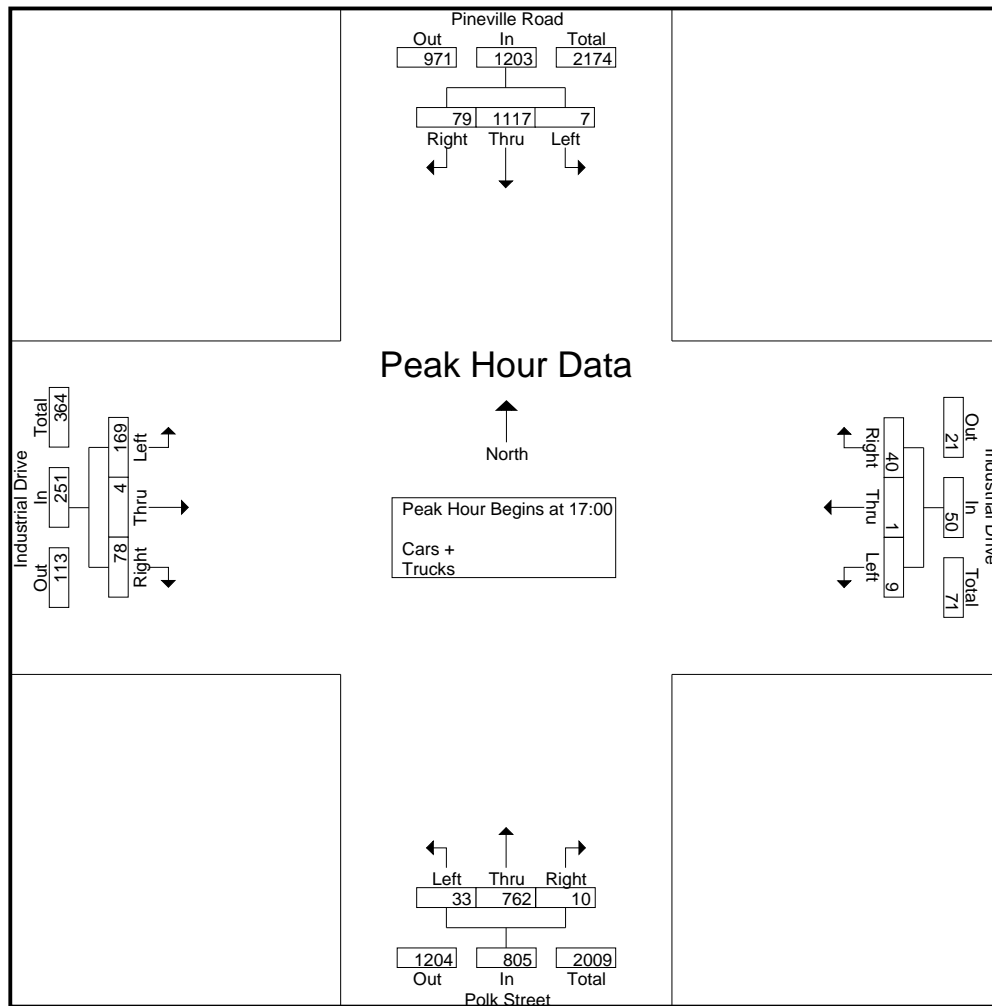 Pineville Road
Out In Total
971 1203 2174
79 1117 7
Right Thru Left
Peak Hour Data
North
Peak Hour Begins at 17:00
Cars +
Trucks
Industrial Drive
Out In Total
113 251 364
Right Thru Left
78 4 169
Industrial Drive
Out In Total
21 50 71
Right Thru Left
40 1 9
Left Thru Right
33 762 10
1204 805 2009
Out In Total
Polk Street